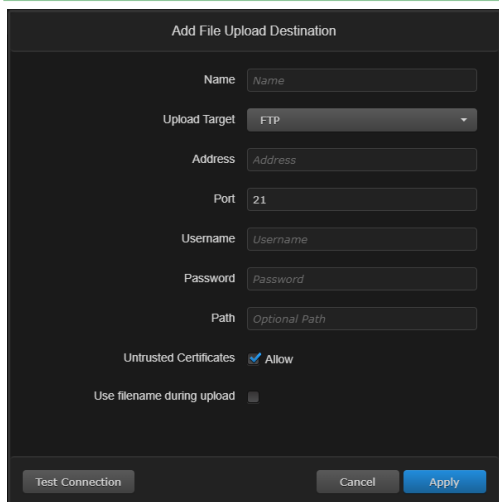 Add File Upload Destination
Name Name
Upload Target FTP
Address Address
Port 21
Username Username
Password Password
Path Optional Path
Untrusted Certificates Allow
Use filename during upload
Test Connection Cancel Apply